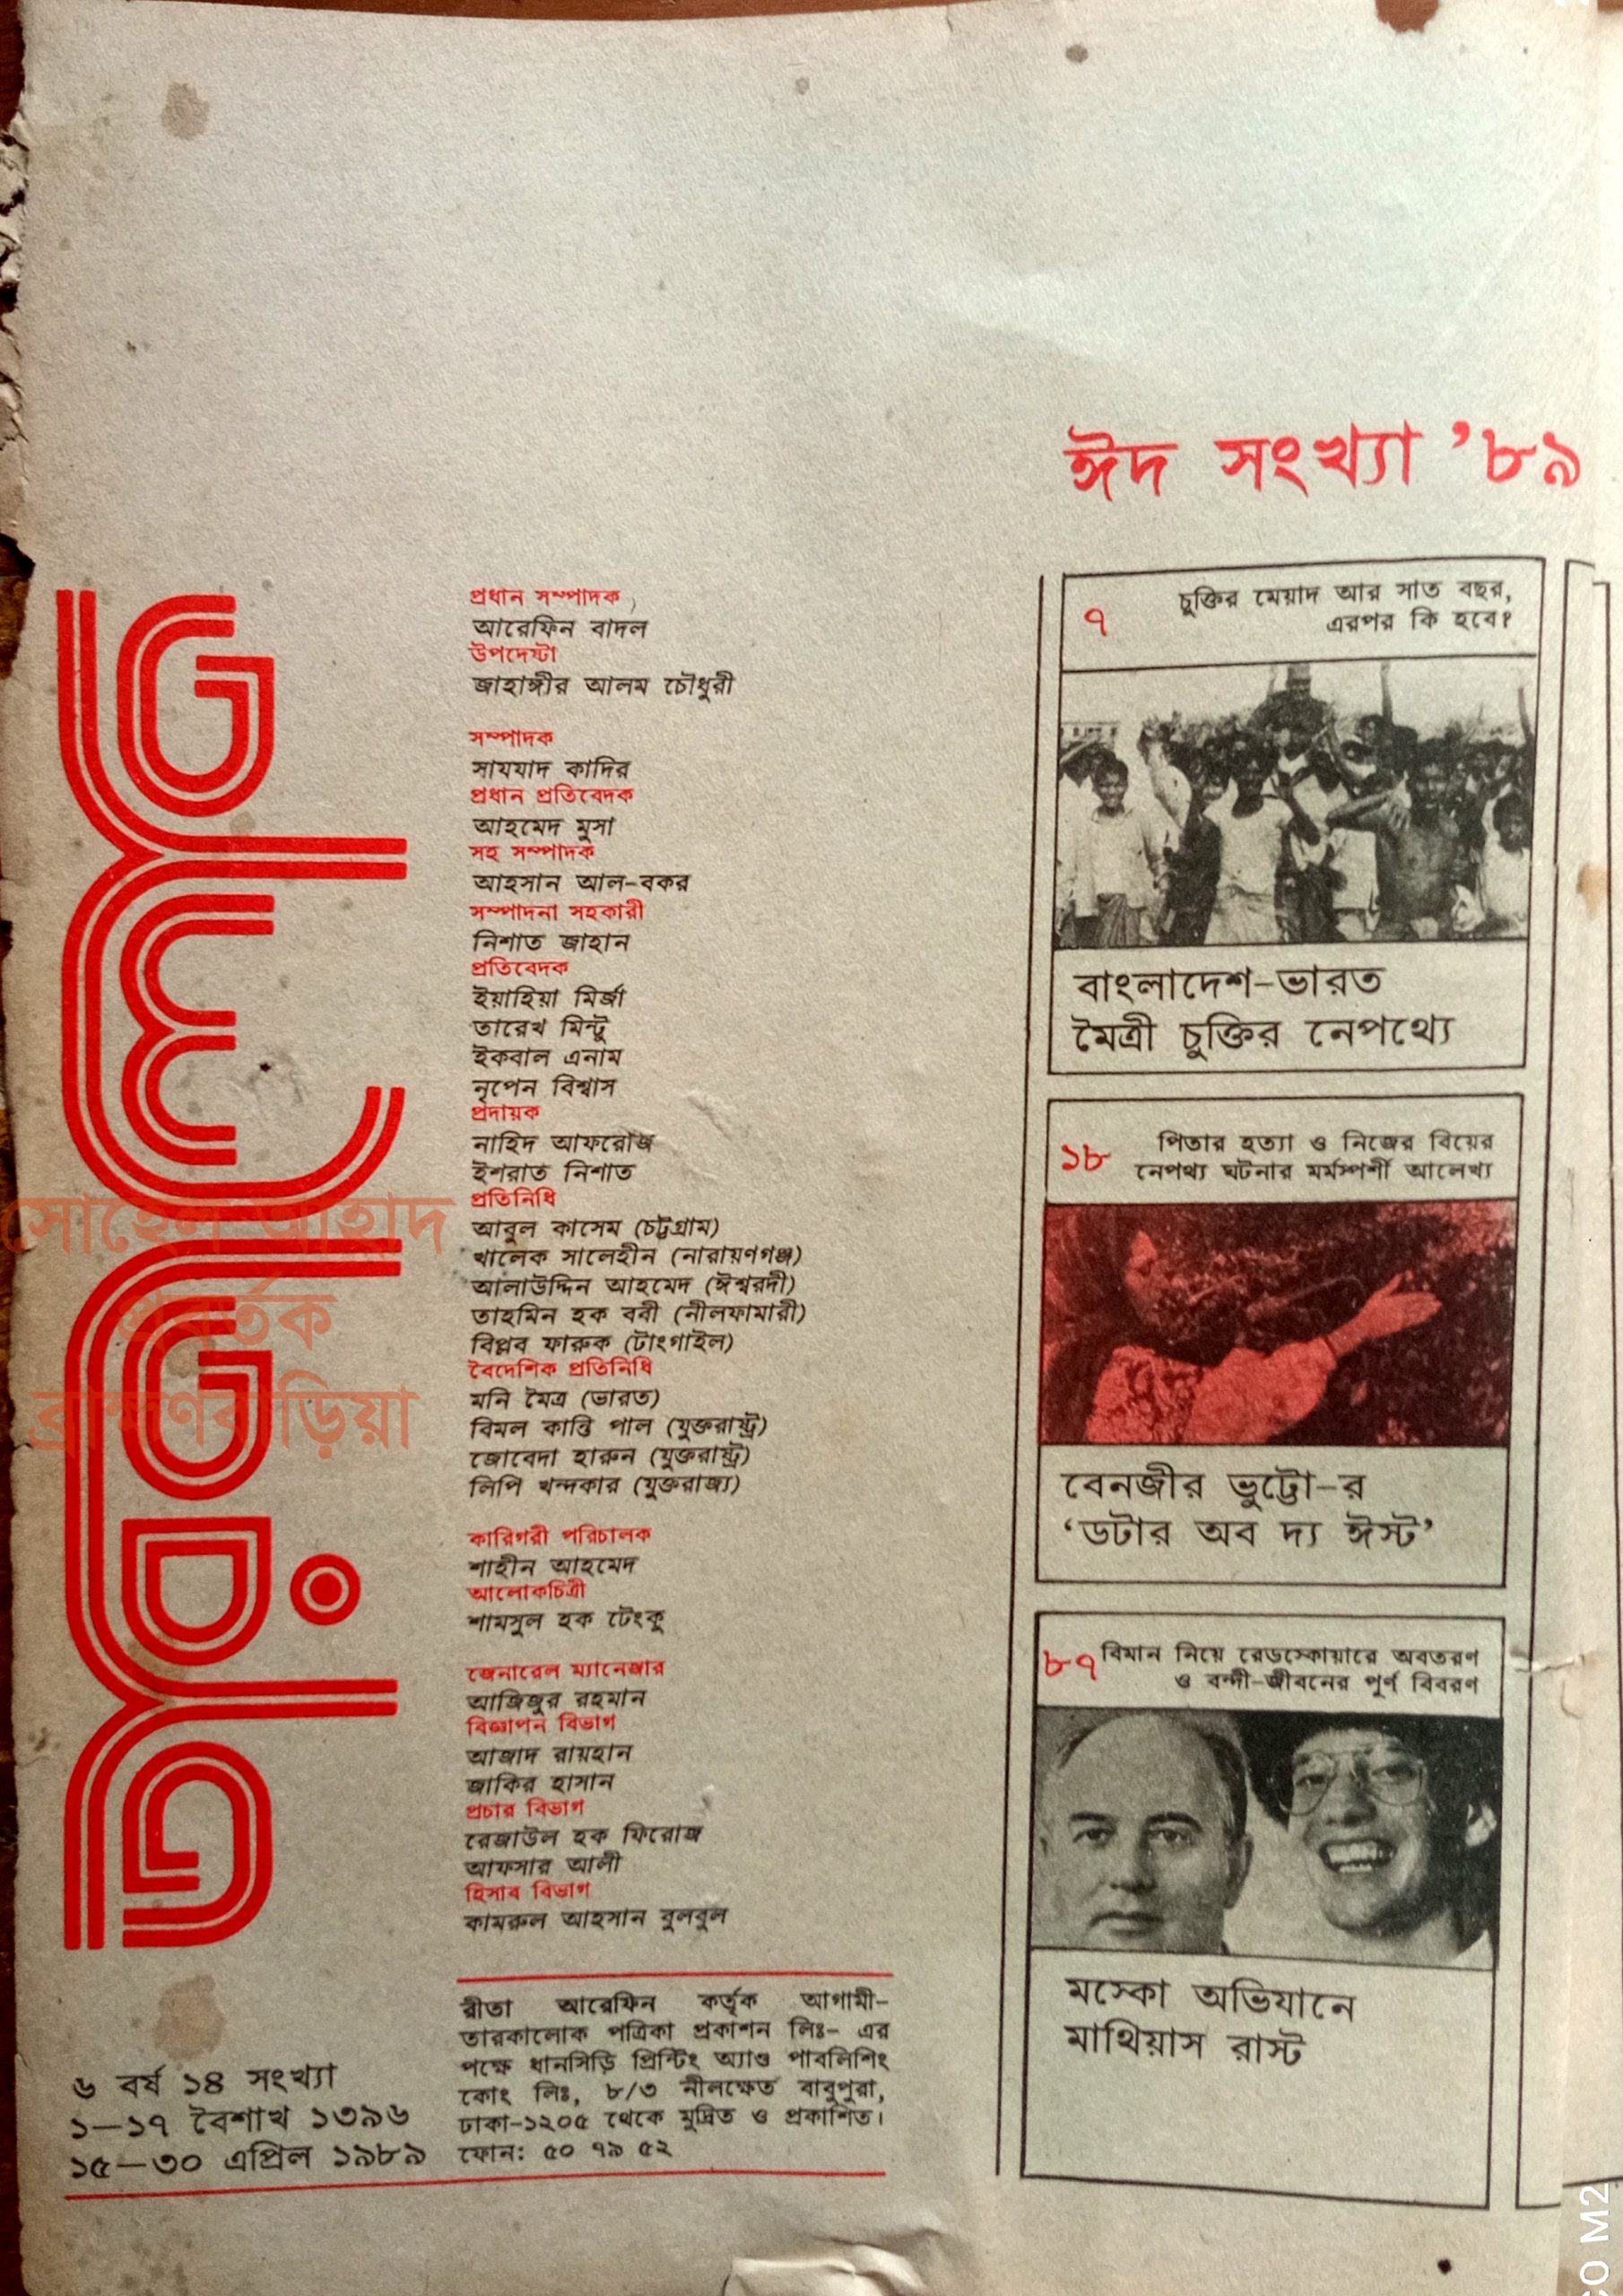 ঈদ সংখ্যা '৮৯
প্রধান সম্পাদক
আরেফিন বাদল
উপদেষ্টা
জাহাঙ্গীর আলম চৌধুরী
সম্পাদক
সাযযাদ কাদির
প্রধান প্রতিবেদক
আহমেদ মুসা
সহ সম্পাদক
আহসান আল-বকর
সম্পাদনা সহকারী
নিশাত জাহান
প্রতিবেদক
ইয়াহিয়া মির্জা
তারেখ মিন্টু
ইকবাল এনাম
নৃপেন বিশ্বাস
প্রদায়ক
নাহিদ আফরোজ
ইশরাত নিশাত
প্রতিনিধি
আবুল কাসেম (চট্টগ্রাম)
খালেক সালেহীন (নারায়ণগঞ্জ)
আলাউদ্দিন আহমেদ (ঈশ্বরদী)
তাহমিন হক ববী (নীলফামারী)
বিপ্লব ফারুক (টাংগাইল)
বৈদেশিক প্রতিনিধি
মনি মৈত্র (ভারত)
বিমল কান্তি পাল (যুক্তরাষ্ট্র)
জোবেদা হারুন (যুক্তরাষ্ট্র)
লিপি খন্দকার (যুক্তরাজ্য)
কারিগরী পরিচালক
শাহীন আহমেদ
আলোকচিত্রী
শামসুল হক টেংকু
জেনারেল ম্যানেজার
আজিজুর রহমান
বিজ্ঞাপন বিভাগ
আজাদ রায়হান
জাকির হাসান
প্রচার বিভাগ
রেজাউল হক ফিরোজ
আফসার আলী
হিসাব বিভাগ
কামরুল আহসান বুলবুল
রীতা আরেফিন কর্তৃক আগামী-
তারকালোক পত্রিকা প্রকাশন লিঃ- এর
পক্ষে ধানসিড়ি প্রিন্টিং অ্যাণ্ড পাবলিশিং
কোং লিঃ, ৮/৩ নীলক্ষেত বাবুপুরা,
ঢাকা-১২০৫ থেকে মুদ্রিত ও প্রকাশিত।
ফোন: ৫০ ৭৯ ৫২
৬ বর্ষ ১৪ সংখ্যা
১—১৭ বৈশাখ ১৩৯৬
১৫—৩০ এপ্রিল ১৯৮৯
৭
চুক্তির মেয়াদ আর সাত বছর,
এরপর কি হবে?
বাংলাদেশ-ভারত
মৈত্রী চুক্তির নেপথ্যে
১৮
পিতার হত্যা ও নিজের বিয়ের
নেপথ্য ঘটনার মর্মস্পর্শী আলেখ্য
বেনজীর ভুট্টো-র
‘ডটার অব দ্য ঈস্ট’
৮৭
বিমান নিয়ে রেডস্কোয়ারে অবতরণ
ও বন্দী-জীবনের পূর্ণ বিবরণ
মস্কো অভিযানে
মাথিয়াস রাস্ট
সোহেল আহাদ
প্রবর্তক
ব্রাহ্মণবাড়িয়া
CO M2